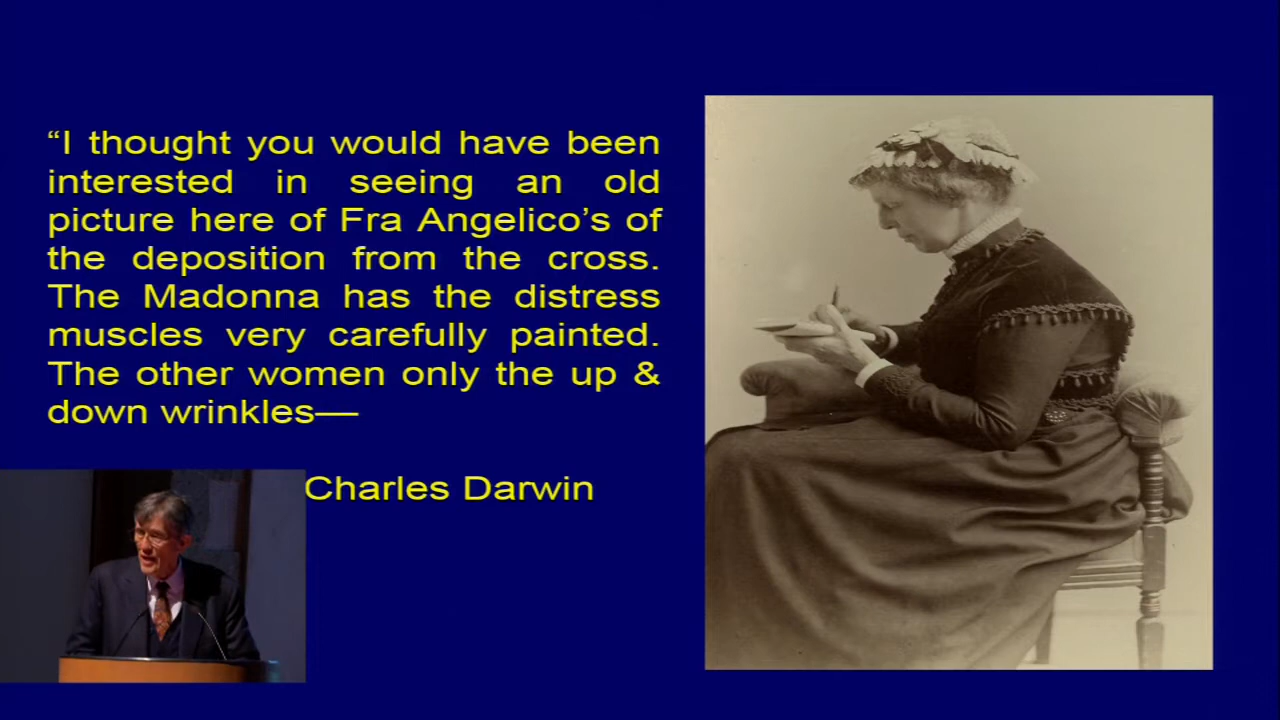 “I thought you would have been
interested in seeing an old
picture here of Fra Angelico’s of
the deposition from the cross.
The Madonna has the distress
muscles very carefully painted.
The other women only the up &
down wrinkles—
Charles Darwin